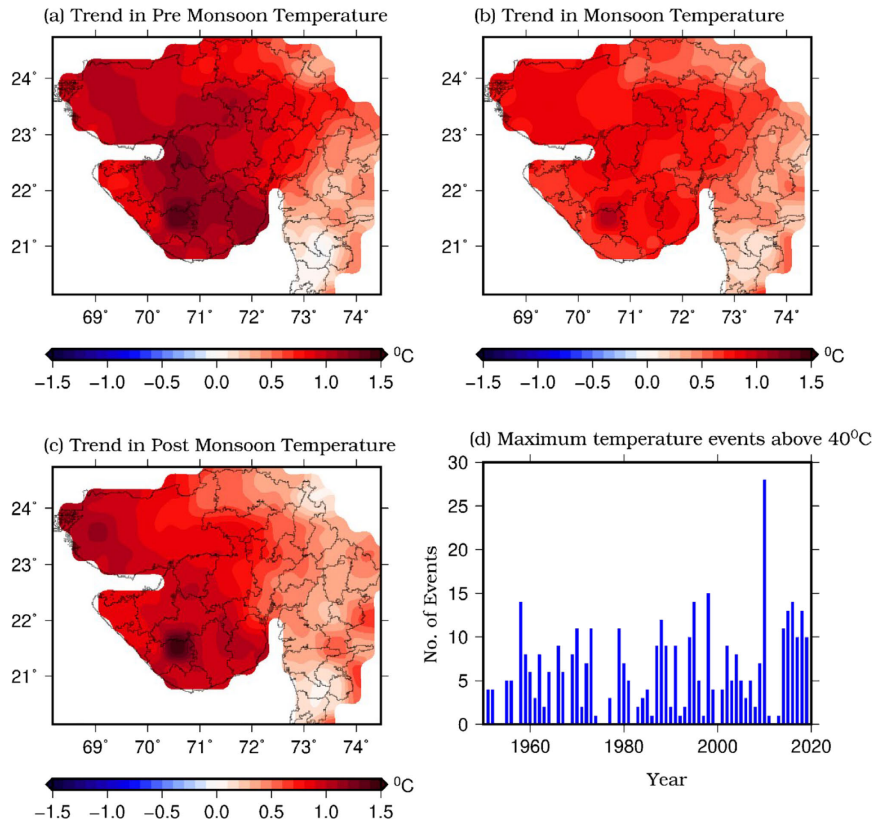 (a) Trend in Pre Monsoon Temperature
(b) Trend in Monsoon Temperature
24°
23°
22°
21°
69° 70° 71° 72° 73° 74°
24°
23°
22°
21°
69° 70° 71° 72° 73° 74°
⁰C
−1.5 −1.0 −0.5 0.0 0.5 1.0 1.5
⁰C
−1.5 −1.0 −0.5 0.0 0.5 1.0 1.5
(c) Trend in Post Monsoon Temperature
(d) Maximum temperature events above 40⁰C
24°
23°
22°
21°
69° 70° 71° 72° 73° 74°
⁰C
−1.5 −1.0 −0.5 0.0 0.5 1.0 1.5
No. of Events
30
25
20
15
10
5
0
1960 1980 2000 2020
Year